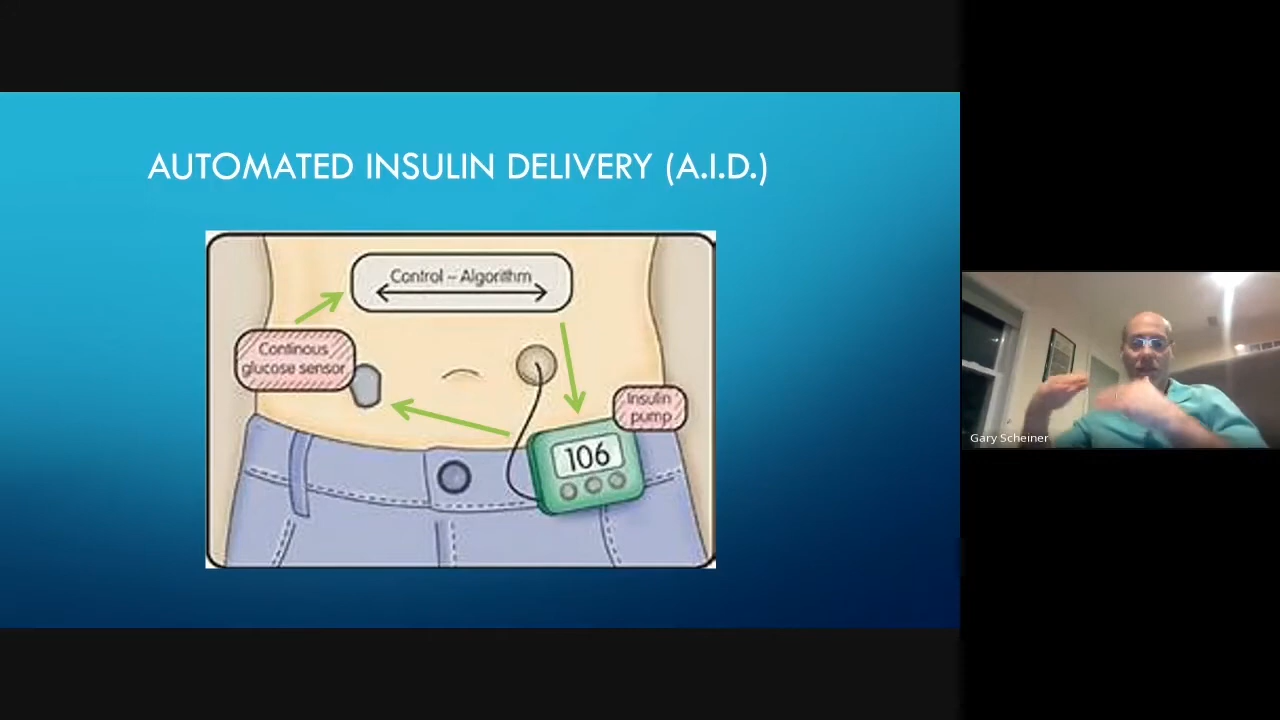 AUTOMATED INSULIN DELIVERY (A.I.D.)
Control – Algorithm
Continous
glucose sensor
Insulin
pump
106
Gary Scheiner